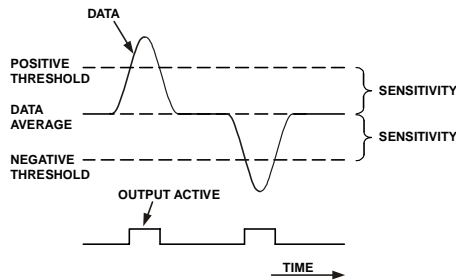 DATA
POSITIVE
THRESHOLD
SENSITIVITY
DATA
AVERAGE
SENSITIVITY
NEGATIVE
THRESHOLD
OUTPUT ACTIVE
TIME